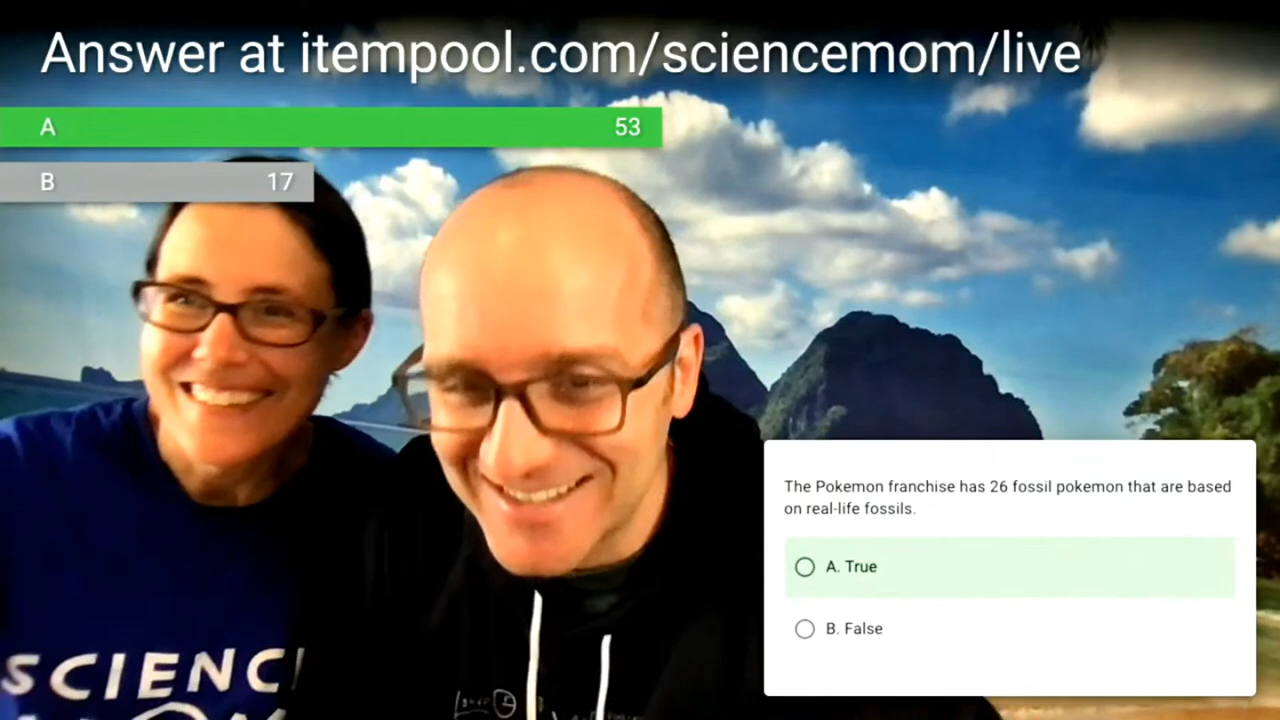 Answer at itempool.com/sciencemom/live
A 53
B 17
The Pokemon franchise has 26 fossil pokemon that are based
on real-life fossils.
A. True
B. False